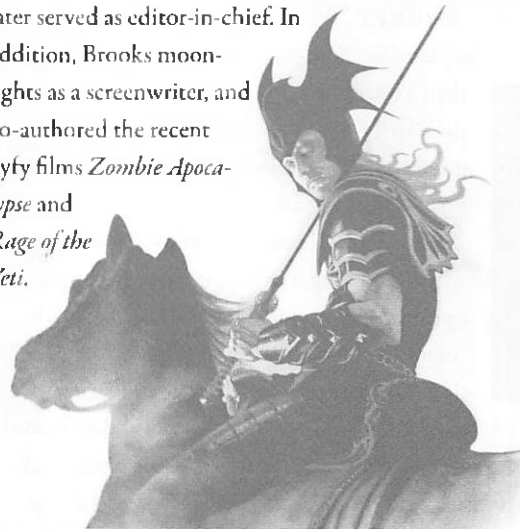 ater served as editor-in-chief. In
ddition, Brooks moon-
ghts as a screenwriter, and
o-authored the recent
yfy films Zombie Apoca-
ypse and
Rage of the
Yeti.